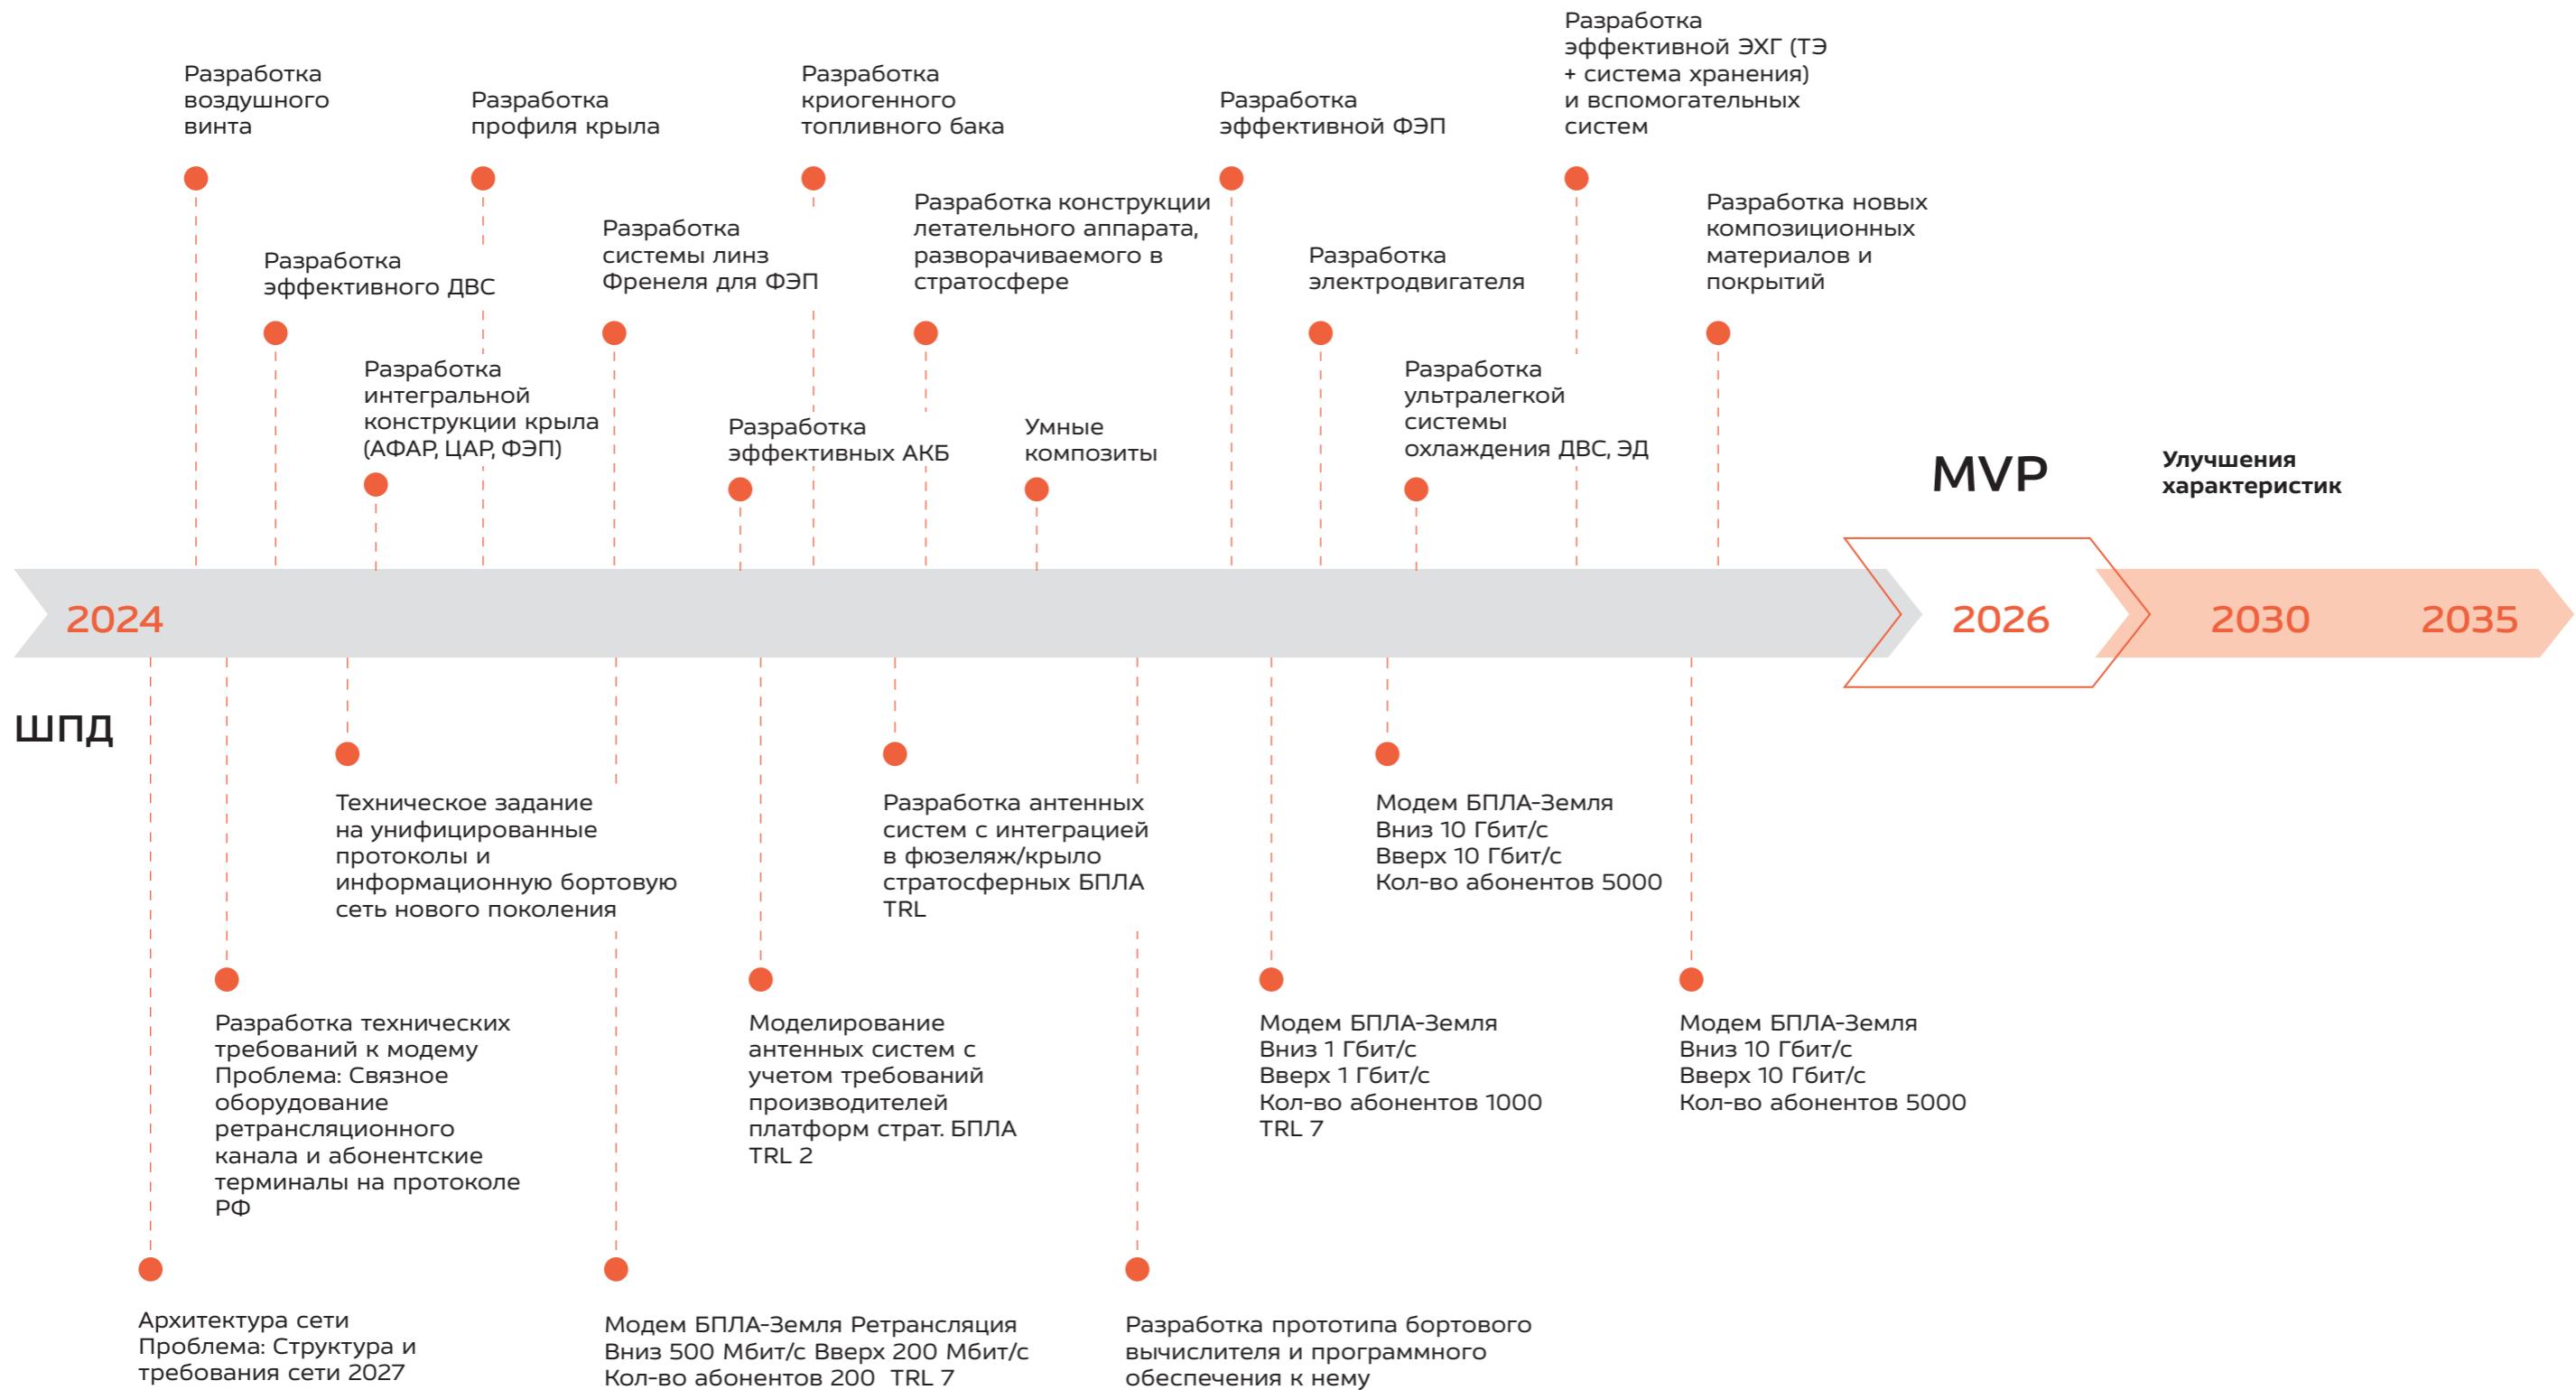 Разработка
воздушного
винта
Разработка
профиля крыла
Разработка
криогенного
топливного бака
Разработка
эффективной ФЭП
Разработка
эффективной ЭХГ (ТЭ
+ система хранения)
и вспомогательных
систем
Разработка
эффективного ДВС
Разработка
системы линз
Френеля для ФЭП
Разработка конструкции
летательного аппарата,
разворачиваемого в
стратосфере
Разработка
электродвигателя
Разработка новых
композиционных
материалов и
покрытий
Разработка
интегральной
конструкции крыла
(АФАР, ЦАР, ФЭП)
Разработка
эффективных АКБ
Умные
композиты
Разработка
ультралегкой
системы
охлаждения ДВС, ЭД
MVP
Улучшения
характеристик
2024
2026
2030
2035
ШПД
Техническое задание
на унифицированные
протоколы и
информационную бортовую
сеть нового поколения
Разработка антенных
систем с интеграцией
в фюзеляж/крыло
стратосферных БПЛА
TRL
Модем БПЛА-Земля
Вниз 10 Гбит/с
Вверх 10 Гбит/с
Кол-во абонентов 5000
Разработка технических
требований к модему
Проблема: Связное
оборудование
ретрансляционного
канала и абонентские
терминалы на протоколе
РФ
Моделирование
антенных систем с
учетом требований
производителей
платформ страт. БПЛА
TRL 2
Модем БПЛА-Земля
Вниз 1 Гбит/с
Вверх 1 Гбит/с
Кол-во абонентов 1000
TRL 7
Модем БПЛА-Земля
Вниз 10 Гбит/с
Вверх 10 Гбит/с
Кол-во абонентов 5000
Архитектура сети
Проблема: Структура и
требования сети 2027
Модем БПЛА-Земля Ретрансляция
Вниз 500 Мбит/с Вверх 200 Мбит/с
Кол-во абонентов 200 TRL 7
Разработка прототипа бортового
вычислителя и программного
обеспечения к нему